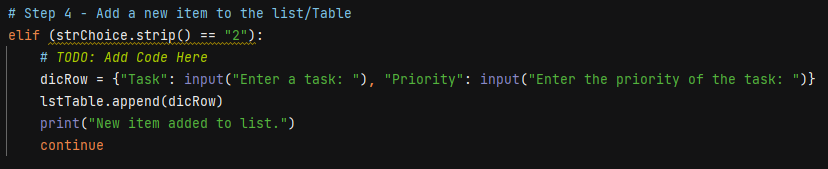 # Step 4 - Add a new item to the list/Table
elif (strChoice.strip() == "2"):
# TODO: Add Code Here
dicRow = {"Task": input("Enter a task: "), "Priority": input("Enter the priority of the task: ")}
lstTable.append(dicRow)
print("New item added to list.")
continue